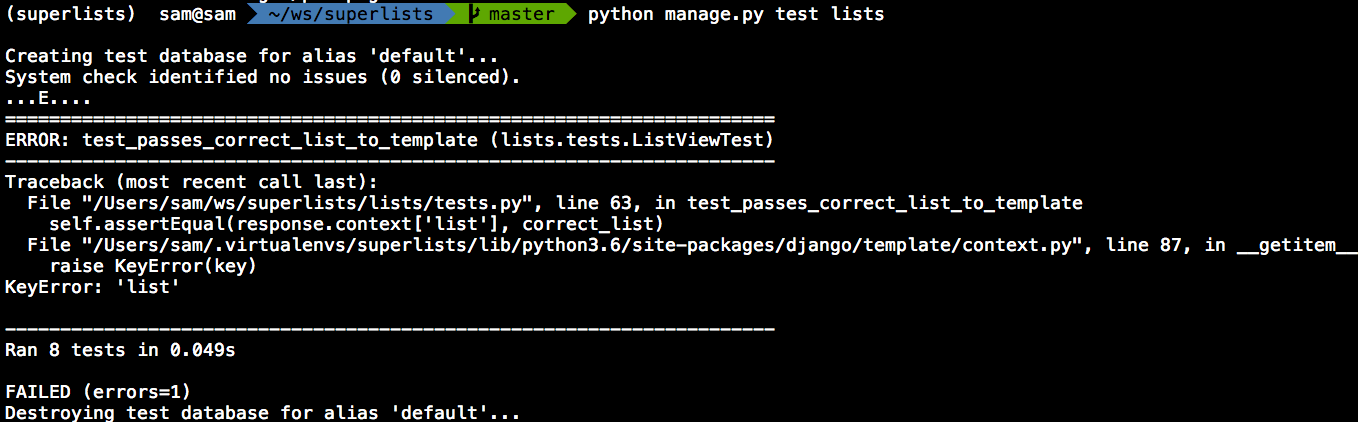 (superlists)  sam@sam  ~/ws/superlists  master  python manage.py test lists
Creating test database for alias 'default'...
System check identified no issues (0 silenced).
...E....
======================================================================
ERROR: test_passes_correct_list_to_template (lists.tests.ListViewTest)
----------------------------------------------------------------------
Traceback (most recent call last):
  File "/Users/sam/ws/superlists/lists/tests.py", line 63, in test_passes_correct_list_to_template
    self.assertEqual(response.context['list'], correct_list)
  File "/Users/sam/.virtualenvs/superlists/lib/python3.6/site-packages/django/template/context.py", line 87, in __getitem__
    raise KeyError(key)
KeyError: 'list'
----------------------------------------------------------------------
Ran 8 tests in 0.049s
FAILED (errors=1)
Destroying test database for alias 'default'...